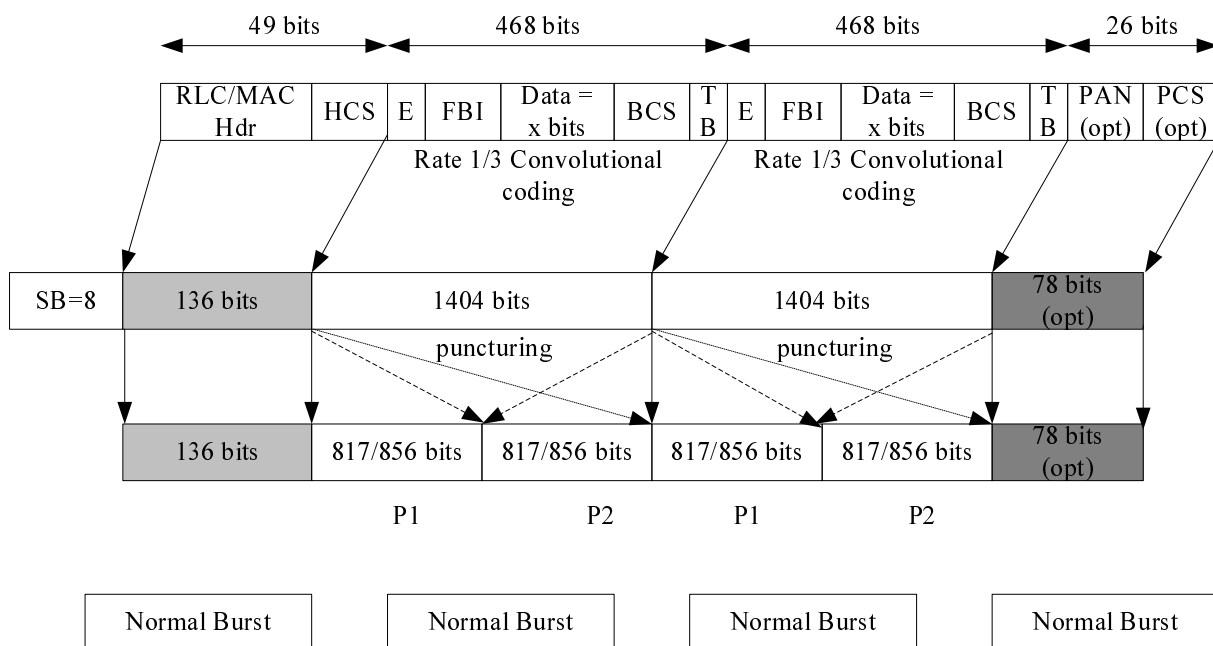 49 bits 468 bits 468 bits 26 bits
RLC/MAC Hdr HCS E FBI Data = x bits BCS T B E FBI Data = x bits BCS T B PAN (opt) PCS (opt)
Rate 1/3 Convolutional coding Rate 1/3 Convolutional coding
SB=8 136 bits 1404 bits 1404 bits 78 bits (opt)
puncturing puncturing
136 bits 817/856 bits 817/856 bits 817/856 bits 817/856 bits 78 bits (opt)
P1 P2 P1 P2
Normal Burst Normal Burst Normal Burst Normal Burst